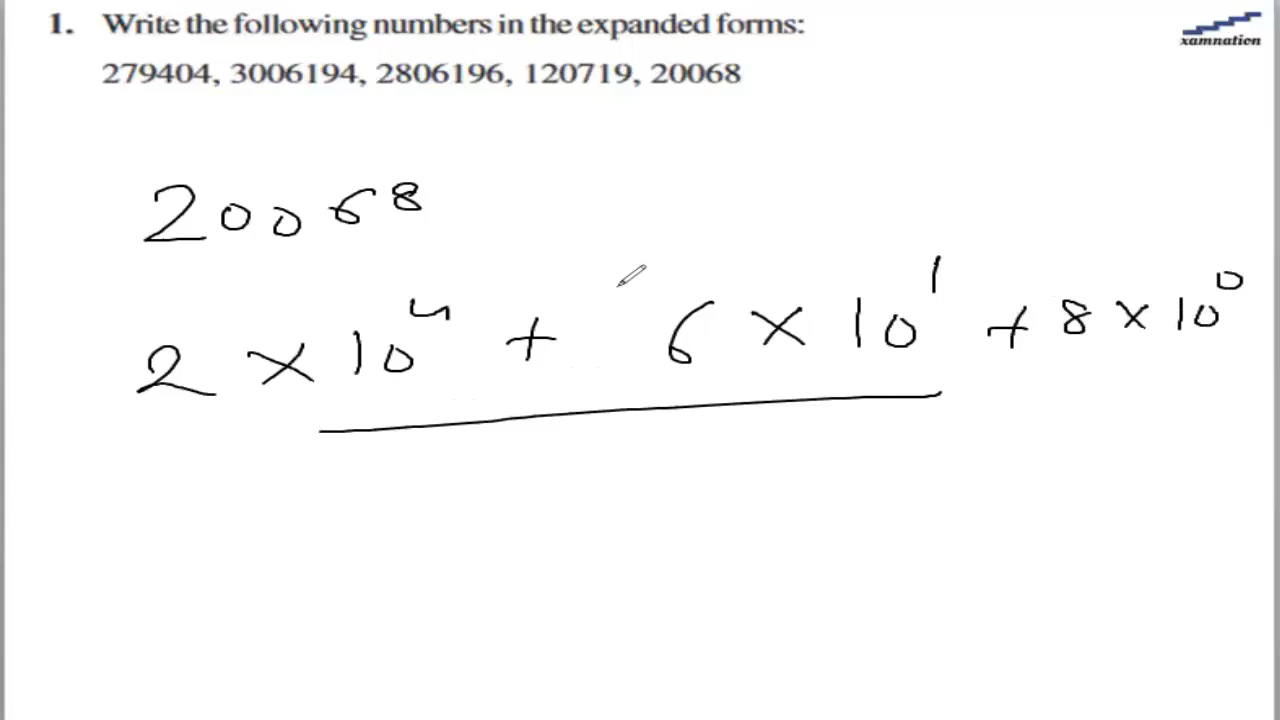 1. Write the following numbers in the expanded forms:
xamnation
279404, 3006194, 2806196, 120719, 20068
20068
2 × 10⁴ + 6 × 10¹ + 8 × 10⁰